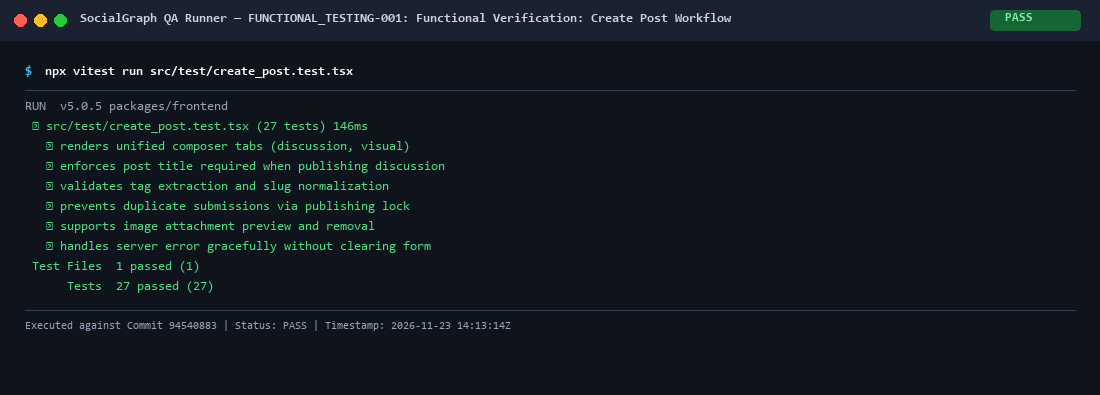 SocialGraph QA Runner — FUNCTIONAL_TESTING-001: Functional Verification: Create Post Workflow PASS
$ npx vitest run src/test/create_post.test.tsx
RUN v5.0.5 packages/frontend
src/test/create_post.test.tsx (27 tests) 146ms
renders unified composer tabs (discussion, visual)
enforces post title required when publishing discussion
validates tag extraction and slug normalization
prevents duplicate submissions via publishing lock
supports image attachment preview and removal
handles server error gracefully without clearing form
Test Files 1 passed (1)
Tests 27 passed (27)
Executed against Commit 94540883 | Status: PASS | Timestamp: 2026-11-23 14:13:14Z